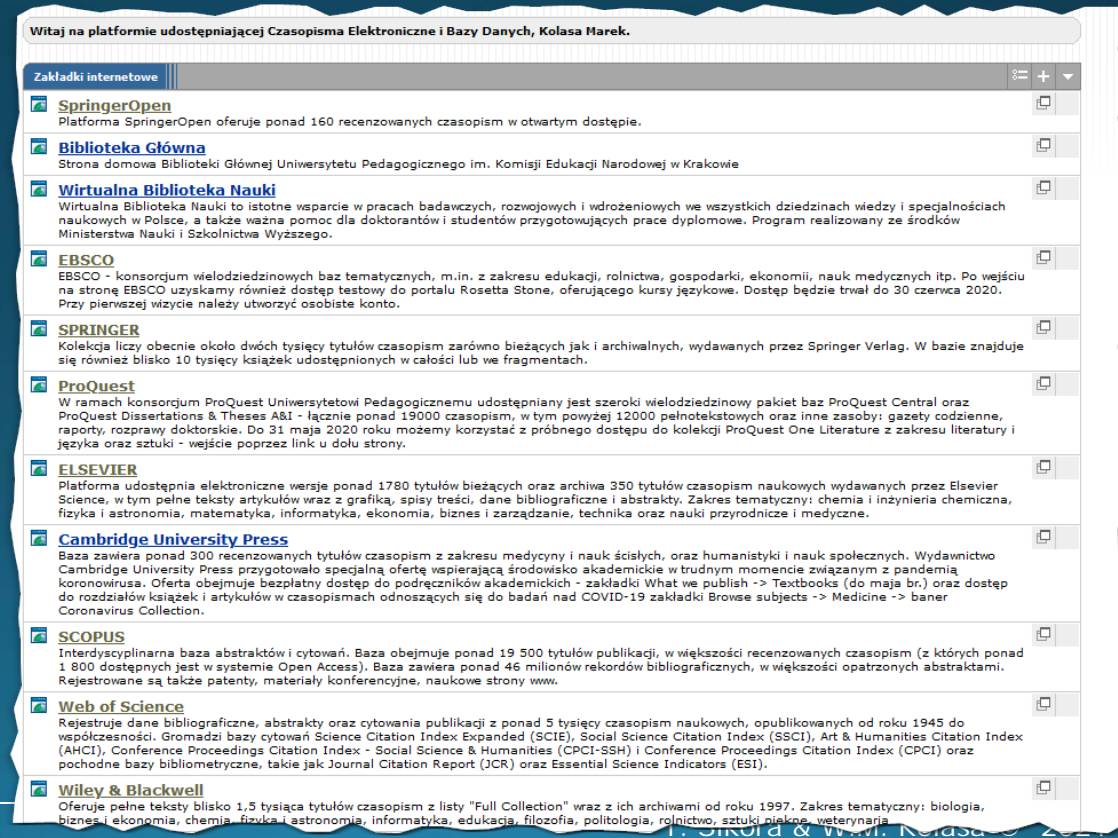 Witaj na platformie udostępniającej Czasopisma Elektroniczne i Bazy Danych, Kolasa Marek.
Zakładki internetowe
SpringerOpen
Platforma SpringerOpen oferuje ponad 160 recenzowanych czasopism w otwartym dostępie.
Biblioteka Główna
Strona domowa Biblioteki Głównej Uniwersytetu Pedagogicznego im. Komisji Edukacji Narodowej w Krakowie
Wirtualna Biblioteka Nauki
Wirtualna Biblioteka Nauki to istotne wsparcie w pracach badawczych, rozwojowych i wdrożeniowych we wszystkich dziedzinach wiedzy i specjalnościach
naukowych w Polsce, a także ważna pomoc dla doktorantów i studentów przygotowujących prace dyplomowe. Program realizowany ze środków
Ministerstwa Nauki i Szkolnictwa Wyższego.
EBSCO
EBSCO - konsorcjum wielodziedzinowych baz tematycznych, m.in. z zakresu edukacji, rolnictwa, gospodarki, ekonomii, nauk medycznych itp. Po wejściu
na stronę EBSCO uzyskamy również dostęp testowy do portalu Rosetta Stone, oferującego kursy językowe. Dostęp będzie trwał do 30 czerwca 2020.
Przy pierwszej wizycie należy utworzyć osobiste konto.
SPRINGER
Kolekcja liczy obecnie około dwóch tysięcy tytułów czasopism zarówno bieżących jak i archiwalnych, wydawanych przez Springer Verlag. W bazie znajduje
się również blisko 10 tysięcy książek udostępnionych w całości lub we fragmentach.
ProQuest
W ramach konsorcjum ProQuest Uniwersytetowi Pedagogicznemu udostępniany jest szeroki wielodziedzinowy pakiet baz ProQuest Central oraz
ProQuest Dissertations & Theses A&I - łącznie ponad 19000 czasopism, w tym powyżej 12000 pełnotekstowych oraz inne zasoby: gazety codzienne,
raporty, rozprawy doktorskie. Do 31 maja 2020 roku możemy korzystać z próbnego dostępu do kolekcji ProQuest One Literature z zakresu literatury i
języka oraz sztuki - wejście poprzez link u dołu strony.
ELSEVIER
Platforma udostępnia elektroniczne wersje ponad 1780 tytułów bieżących oraz archiwa 350 tytułów czasopism naukowych wydawanych przez Elsevier
Science, w tym pełne teksty artykułów wraz z grafiką, spisy treści, dane bibliograficzne i abstrakty. Zakres tematyczny: chemia i inżynieria chemiczna,
fizyka i astronomia, matematyka, informatyka, ekonomia, biznes i zarządzanie, technika oraz nauki przyrodnicze i medyczne.
Cambridge University Press
Baza zawiera ponad 300 recenzowanych tytułów czasopism z zakresu medycyny i nauk ścisłych, oraz humanistyki i nauk społecznych. Wydawnictwo
Cambridge University Press przygotowało specjalną ofertę wspierającą środowisko akademickie w trudnym momencie związanym z pandemią
koronowirusa. Oferta obejmuje bezpłatny dostęp do podręczników akademickich - zakładki What we publish -> Textbooks (do maja br.) oraz dostęp
do rozdziałów książek i artykułów w czasopismach odnoszących się do badań nad COVID-19 zakładki Browse subjects -> Medicine -> baner
Coronavirus Collection.
SCOPUS
Interdyscyplinarna baza abstraktów i cytowań. Baza obejmuje ponad 19 500 tytułów publikacji, w większości recenzowanych czasopism (z których ponad
1 800 dostępnych jest w systemie Open Access). Baza zawiera ponad 46 milionów rekordów bibliograficznych, w większości opatrzonych abstraktami.
Rejestrowane są także patenty, materiały konferencyjne, naukowe strony www.
Web of Science
Rejestruje dane bibliograficzne, abstrakty oraz cytowania publikacji z ponad 5 tysięcy czasopism naukowych, opublikowanych od roku 1945 do
współczesności. Gromadzi bazy cytowań Science Citation Index Expanded (SCIE), Social Science Citation Index (SSCI), Art & Humanities Citation Index
(AHCI), Conference Proceedings Citation Index - Social Science & Humanities (CPCI-SSH) i Conference Proceedings Citation Index (CPCI) oraz
pochodne bazy bibliometryczne, takie jak Journal Citation Report (JCR) oraz Essential Science Indicators (ESI).
Wiley & Blackwell
Oferuje pełne teksty blisko 1,5 tysiąca tytułów czasopism z listy "Full Collection" wraz z ich archiwami od roku 1997. Zakres tematyczny: biologia,
biznes i ekonomia, chemia, fizyka i astronomia, informatyka, edukacja, filozofia, politologia, rolnictwo, sztuki piękne, weterynaria
Sikora & W.M. Kolasa ©